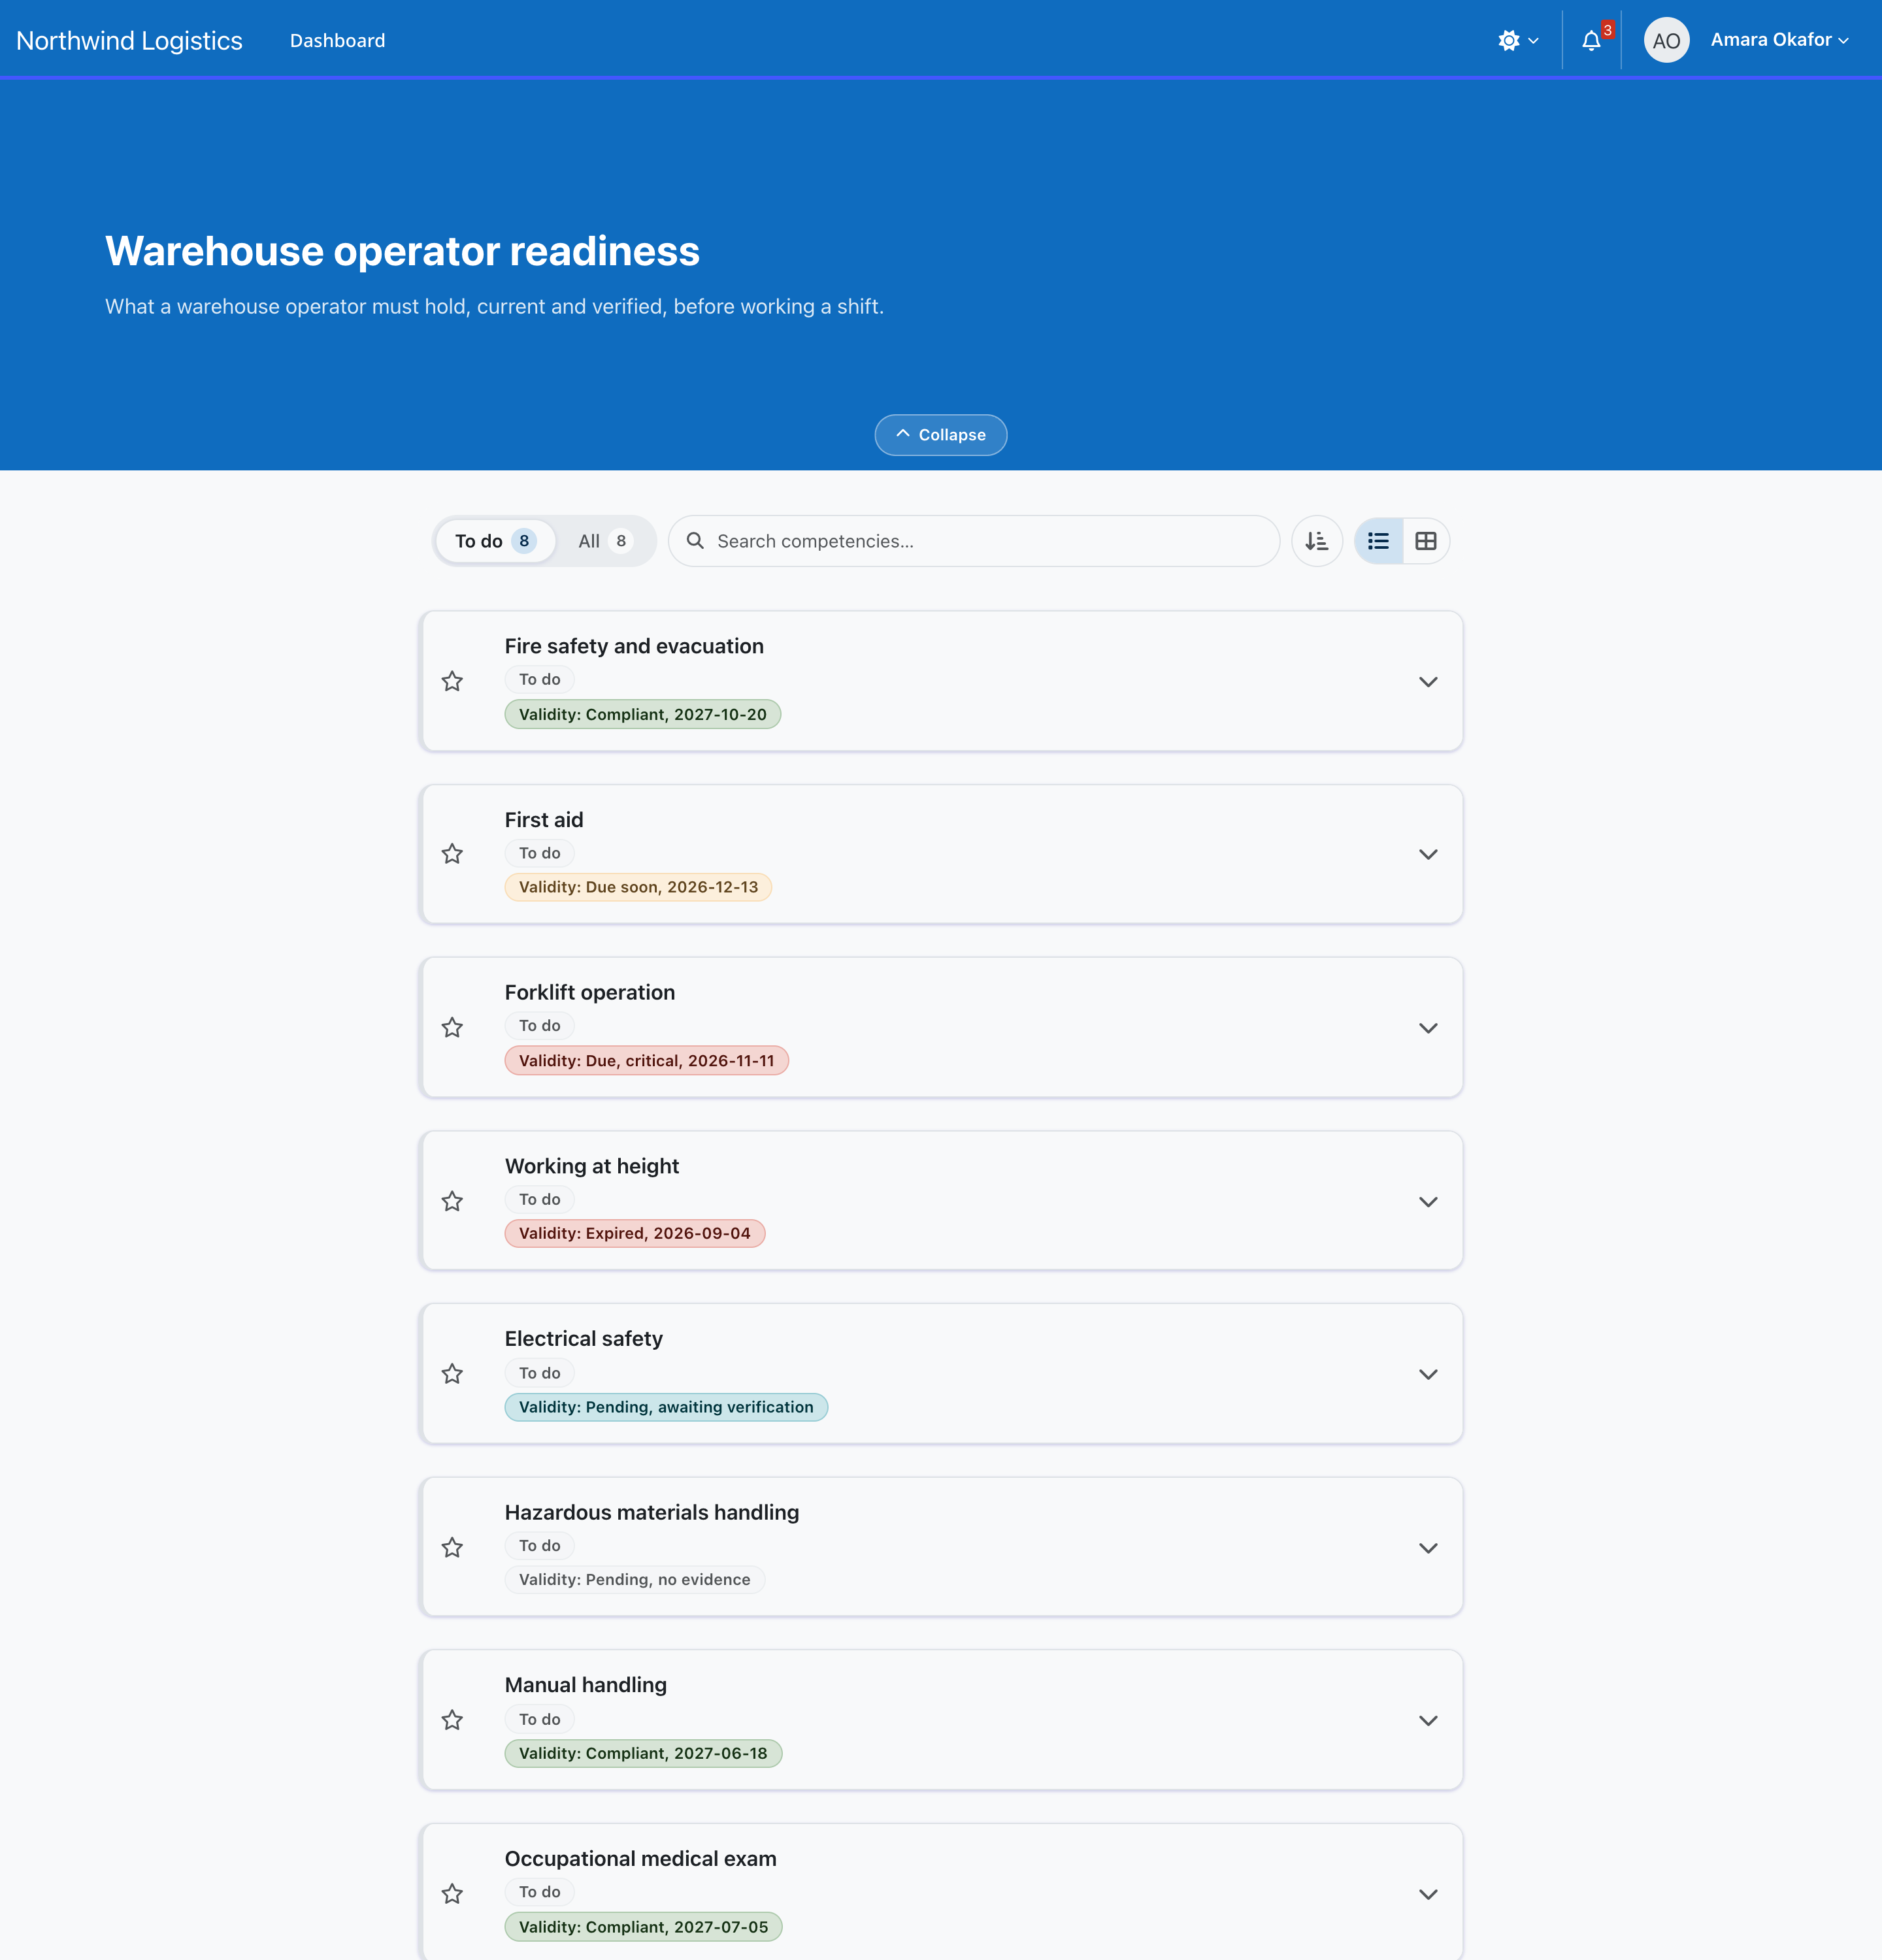 Northwind Logistics
Dashboard
3
AO
Amara Okafor
Warehouse operator readiness
What a warehouse operator must hold, current and verified, before working a shift.
Collapse
To do 8
All 8
Search competencies...
Fire safety and evacuation
To do
Validity: Compliant, 2027-10-20
First aid
To do
Validity: Due soon, 2026-12-13
Forklift operation
To do
Validity: Due, critical, 2026-11-11
Working at height
To do
Validity: Expired, 2026-09-04
Electrical safety
To do
Validity: Pending, awaiting verification
Hazardous materials handling
To do
Validity: Pending, no evidence
Manual handling
To do
Validity: Compliant, 2027-06-18
Occupational medical exam
To do
Validity: Compliant, 2027-07-05